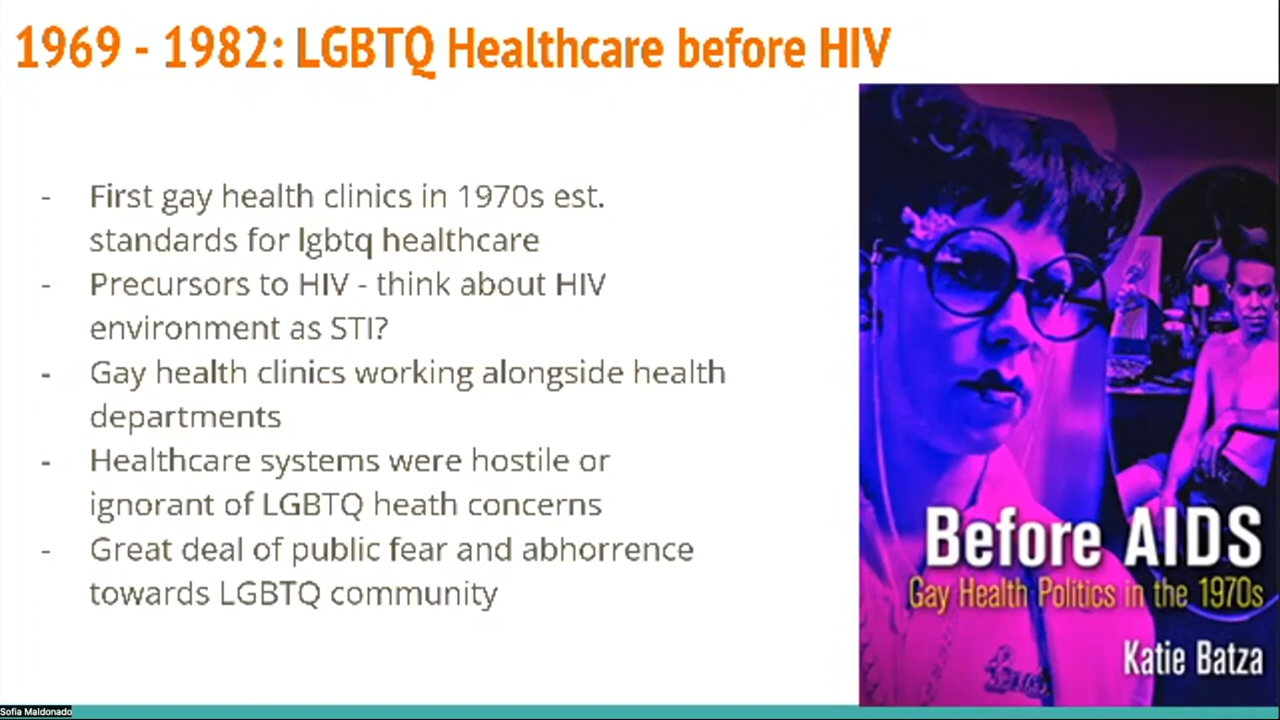 1969 - 1982: LGBTQ Healthcare before HIV
- First gay health clinics in 1970s est.
standards for lgbtq healthcare
- Precursors to HIV - think about HIV
environment as STI?
- Gay health clinics working alongside health
departments
- Healthcare systems were hostile or
ignorant of LGBTQ heath concerns
- Great deal of public fear and abhorrence
towards LGBTQ community
Before AIDS
Gay Health Politics in the 1970s
Katie Batza
Sofia Maldonado